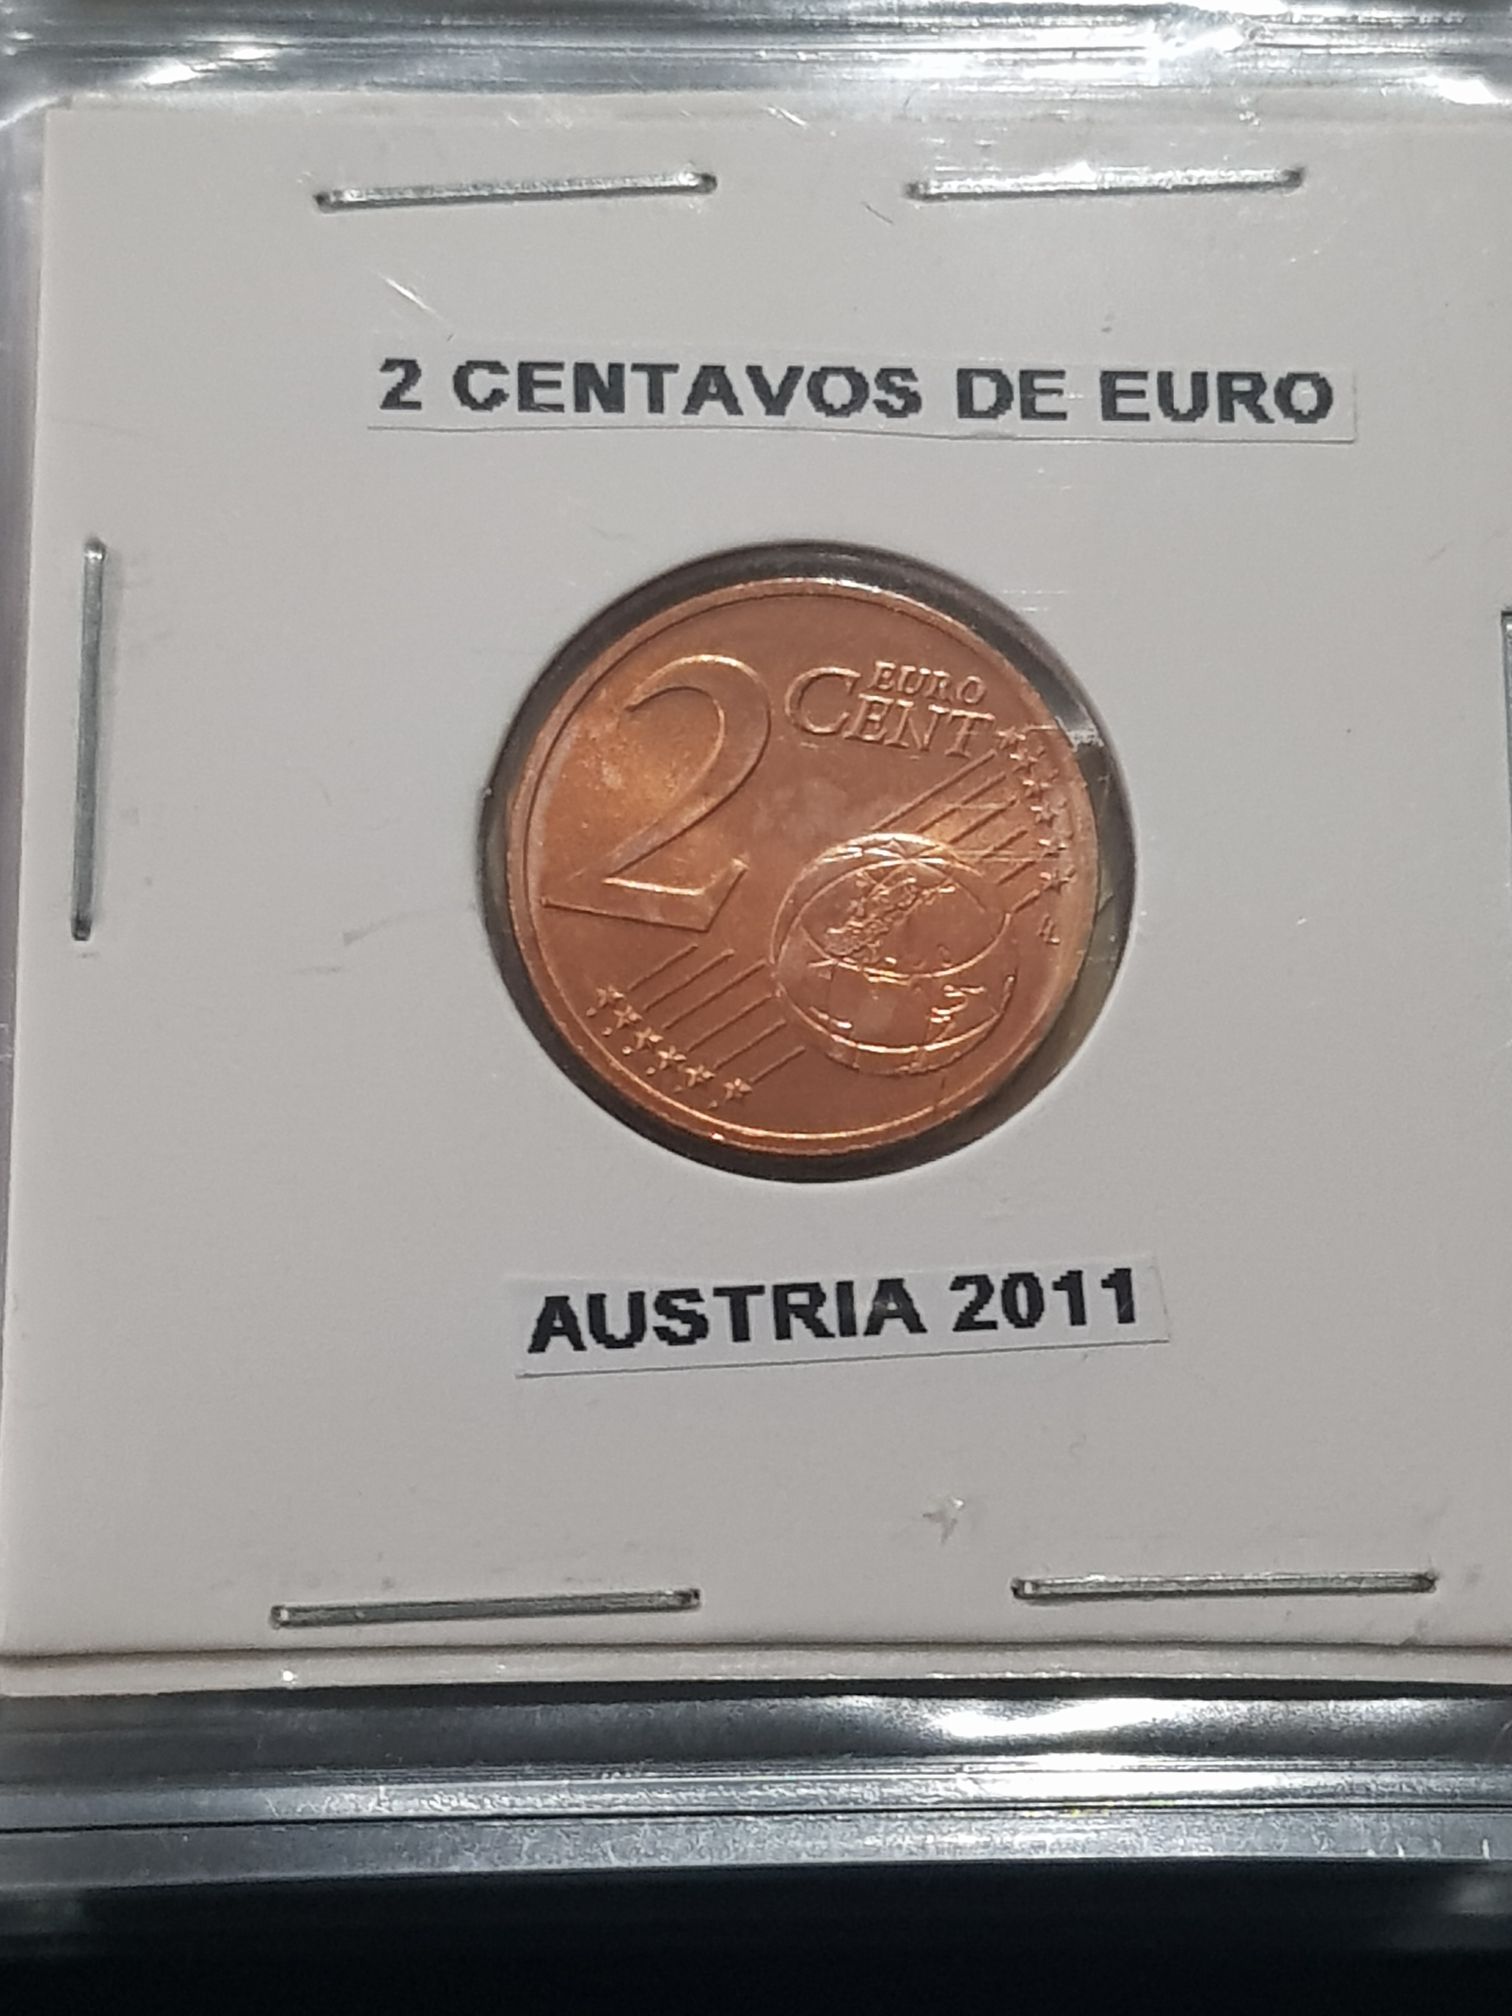 2 CENTAVOS DE EURO
2 EURO
CENT
AUSTRIA 2011